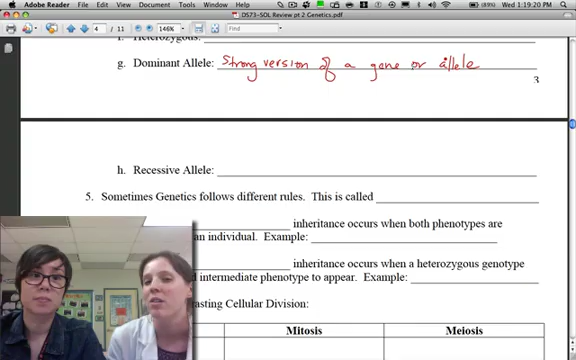 Adobe Reader File Edit View Window Help
Wed 1:19:20 PM
OS73-SOL Review pt 2 Genetics.pdf
4 / 11 146% Find
f. Heterozygous:
g. Dominant Allele: Strong version of a gene or allele
3
h. Recessive Allele:
5. Sometimes Genetics follows different rules. This is called
inheritance occurs when both phenotypes are
an individual. Example:
inheritance occurs when a heterozygous genotype
d intermediate phenotype to appear. Example:
asting Cellular Division:
Mitosis Meiosis